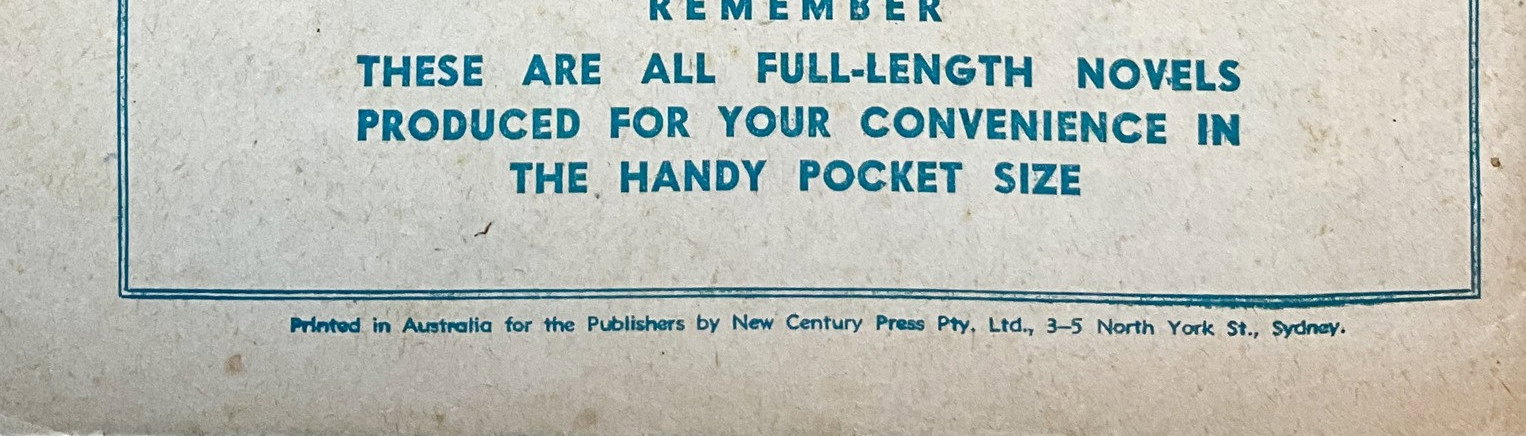 REMEMBER
THESE ARE ALL FULL-LENGTH NOVELS
PRODUCED FOR YOUR CONVENIENCE IN
THE HANDY POCKET SIZE
Printed in Australia for the Publishers by New Century Press Pty. Ltd., 3–5 North York St., Sydney.